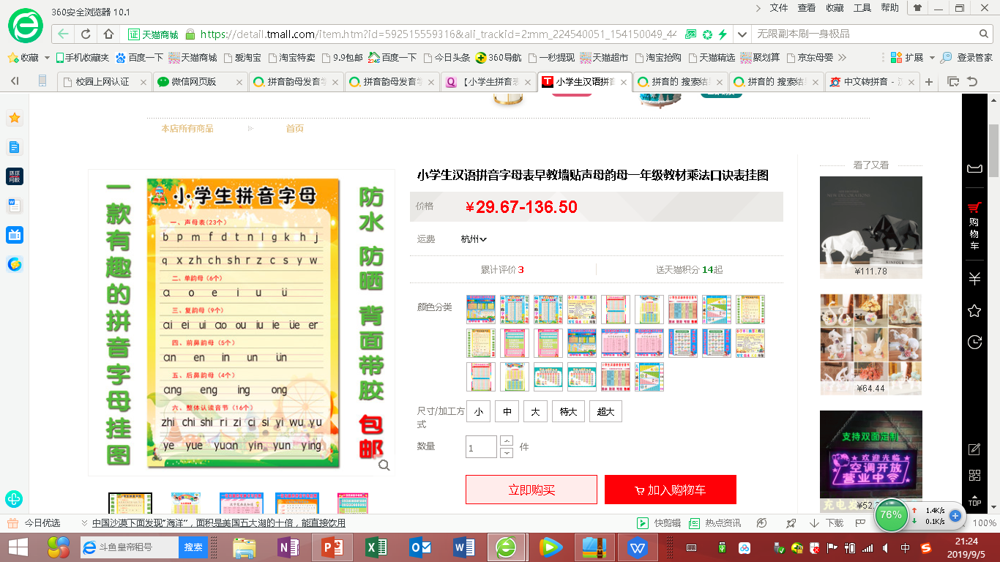 360安全浏览器 10.1
文件 查看 收藏 工具 帮助
证 天猫商城 https://detail.tmall.com/item.htm?id=592515559316&ali_trackid=2:mm_224500051_154150049_44
无限副本刷一身极品
收藏 手机收藏夹 百度一下 天猫商城 爱淘宝 淘宝特卖 9.9包邮 百度一下 今日头条 360导航 一秒提现 天猫超市 淘宝抢购 天猫精选 聚划算 京东母婴 扩展 登录管家
校园上网认证 微信网页版 拼音韵母发音 拼音韵母发音 【小学生拼音 小学生汉语拼 拼音的 搜索结 拼音的 搜索结 中文转拼音 -
本店所有商品 首页
一款有趣的拼音字母挂图
小学生拼音字母
一、声母表(23个)
b p m f d t n l g k h j
q x zh ch sh r z c s y w
二、单韵母(6个)
a o e i u ü
三、复韵母(9个)
ai ei ui ao ou iu ie üe er
四、前鼻韵母(5个)
an en in un ün
五、后鼻韵母(4个)
ang eng ing ong
六、整体认读音节(16个)
zhi chi shi ri zi ci si yi wu yu
ye yue yuan yin yun ying
防水 防晒 背面带胶 包邮
小学生汉语拼音字母表早教墙贴声母韵母一年级教材乘法口诀表挂图
价格 ¥29.67-136.50
运费 杭州
累计评价 3 送天猫积分 14起
颜色分类
尺寸/加工方式 小 中 大 特大 超大
数量 1 件
立即购买 加入购物车
看了又看
¥111.78
¥64.44
支持双面定制
欢迎光临
空调开放
营业中
购物车
TOP
今日优选 中国沙漠下面发现“海洋”，面积是美国五大湖的十倍，能直接饮用
快剪辑 热点资讯 下载 76% 1.4K/s 0.1K/s 100%
斗鱼皇帝租号 搜索
中
21:24
2019/9/5